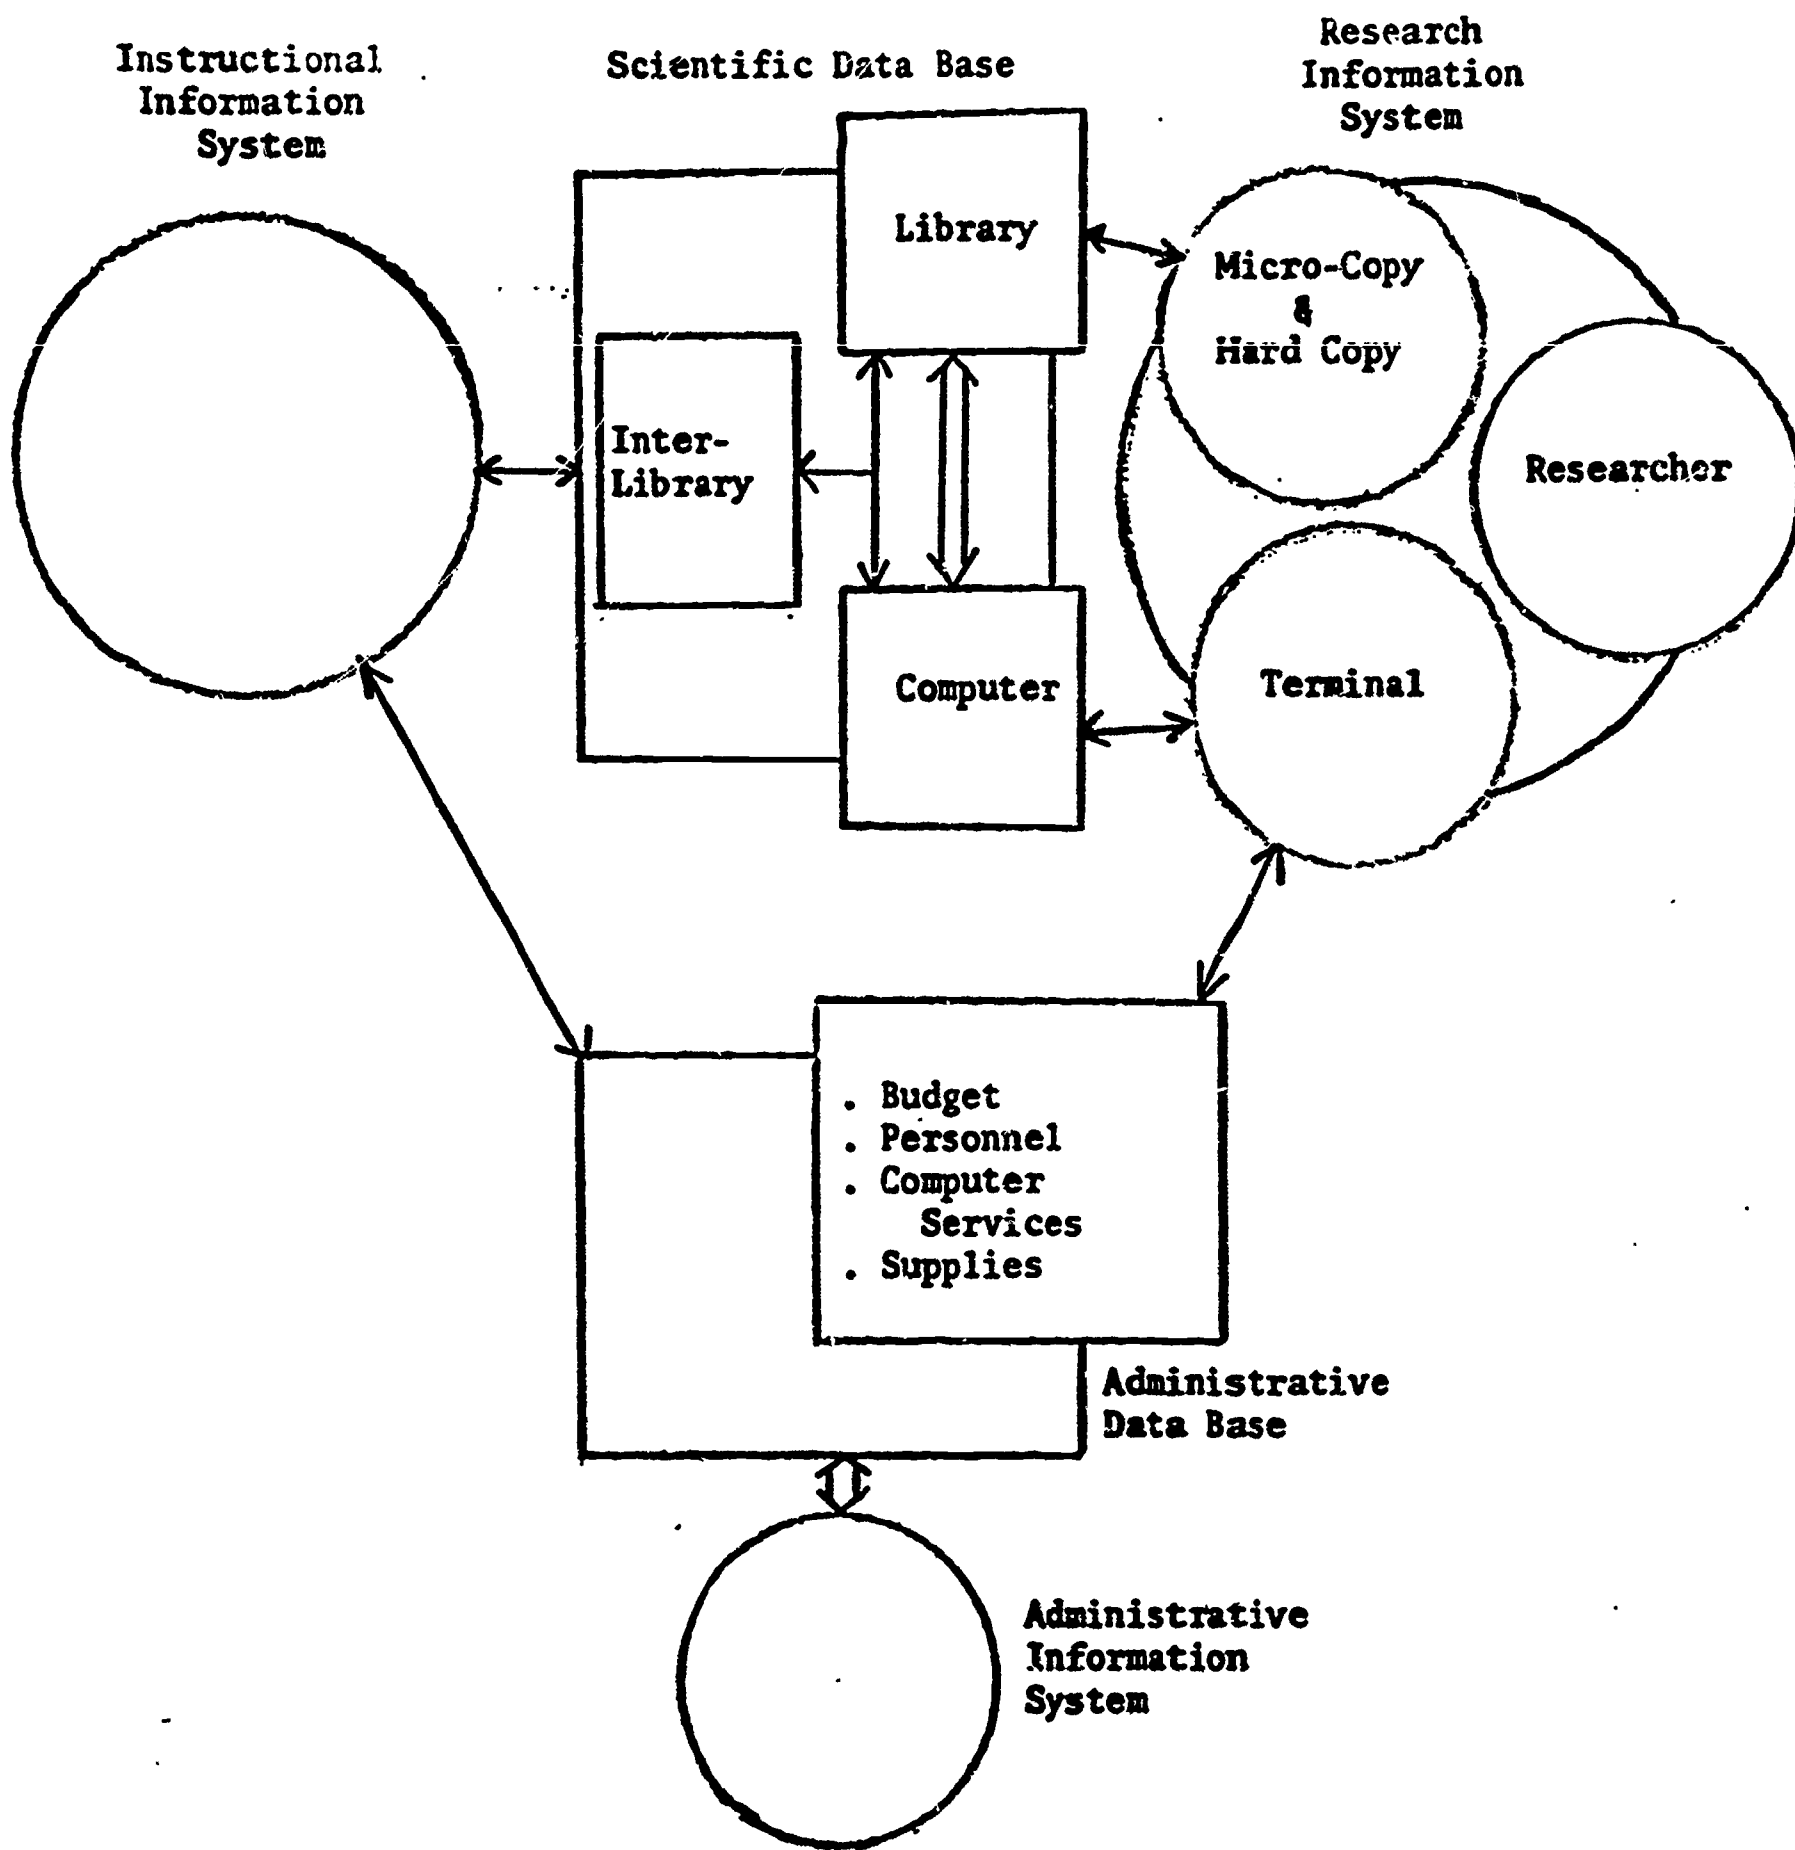 Instructional
Information
System
Scientific Data Base
Research
Information
System
Library
Micro-Copy
&
Hard Copy
Inter-
Library
Researcher
Computer
Terminal
. Budget
. Personnel
. Computer
Services
. Supplies
Administrative
Data Base
Administrative
Information
System